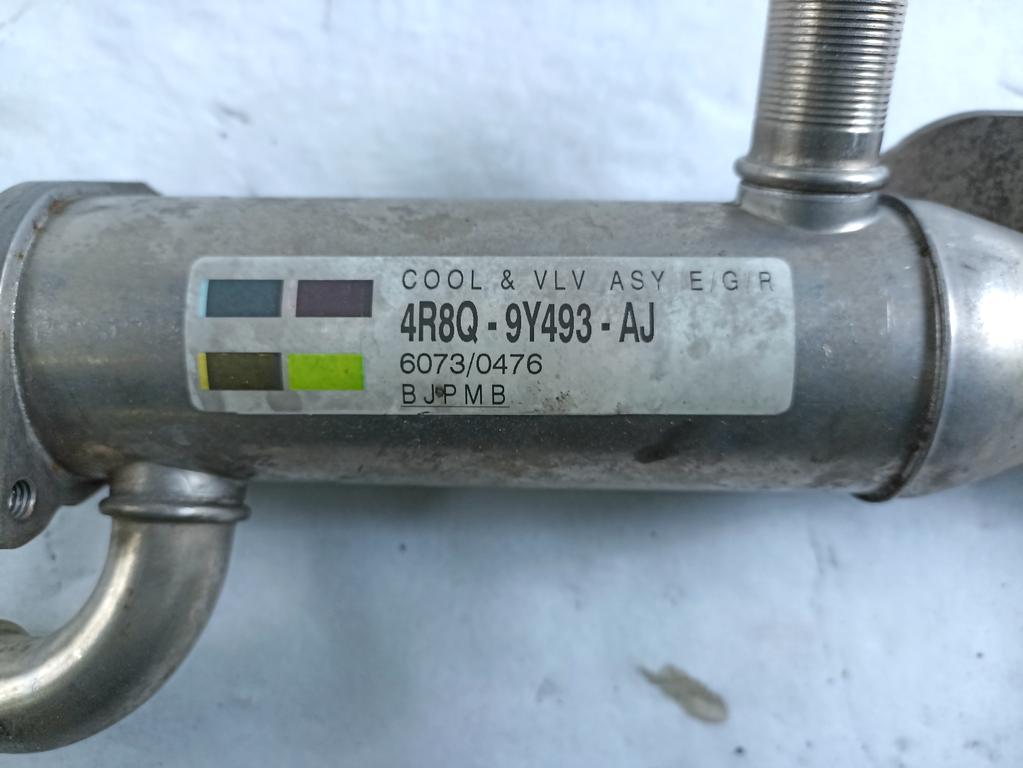 COOL & VLV ASY E/G/R
4R8Q - 9Y493 - AJ
6073/0476
BJPMB